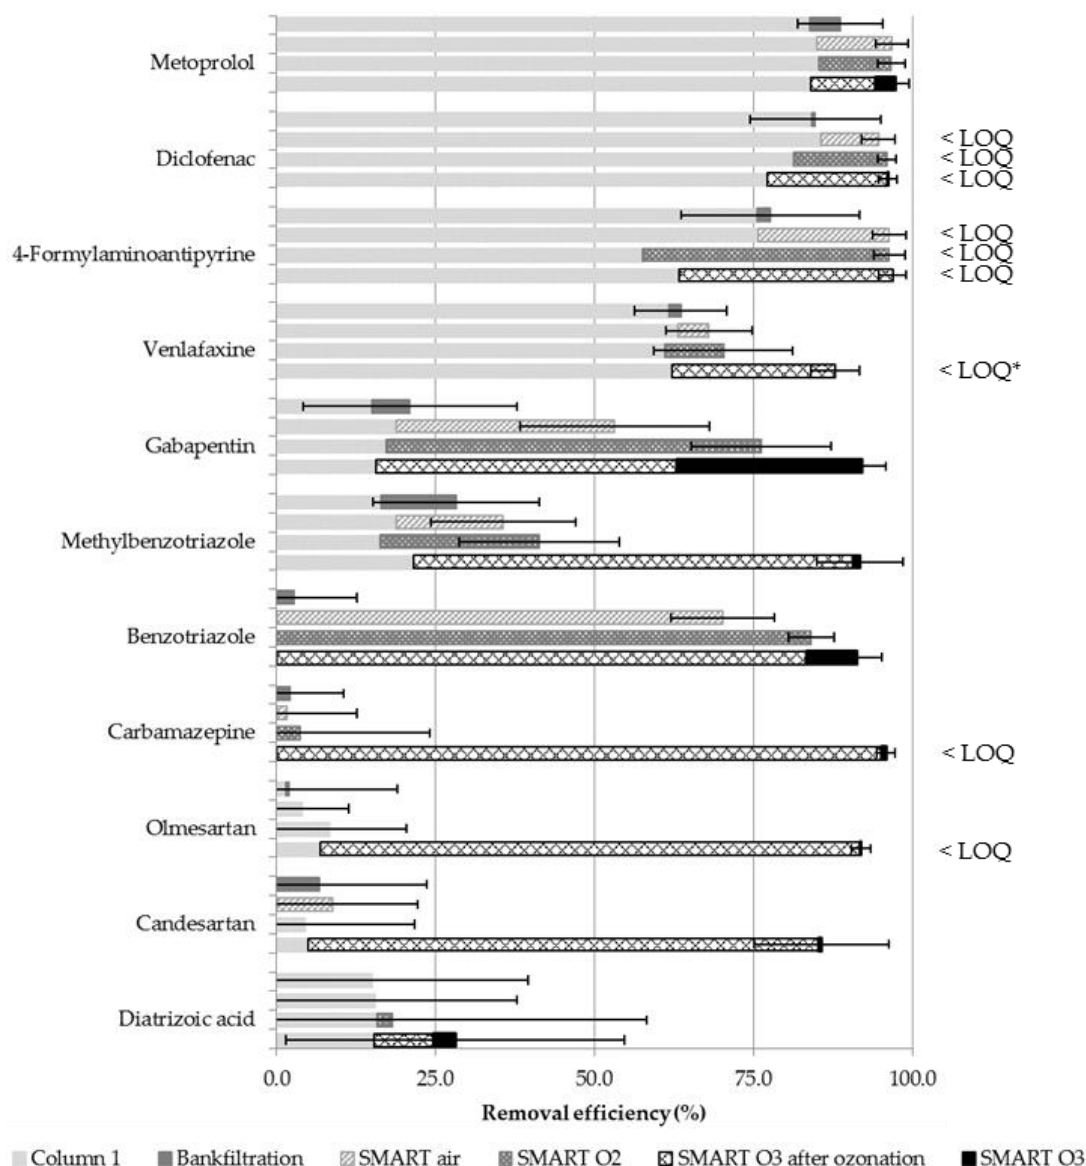 Metoprolol
Diclofenac
< LOQ
< LOQ
< LOQ
4-Formylaminoantipyrine
< LOQ
< LOQ
< LOQ
Venlafaxine
< LOQ*
Gabapentin
Methylbenzotriazole
Benzotriazole
Carbamazepine
< LOQ
Olmesartan
< LOQ
Candesartan
Diatrizoic acid
0.0 25.0 50.0 75.0 100.0
Removal efficiency (%)
Column 1 Bankfiltration SMART air SMART O2 SMART O3 after ozonation SMART O3